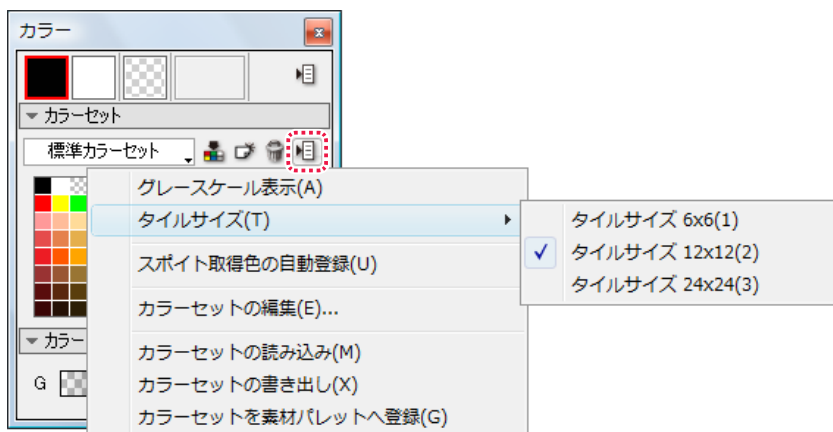 カラー
カラーセット
標準カラーセット
グレースケール表示(A)
タイルサイズ(T)
タイルサイズ 6x6(1)
タイルサイズ 12x12(2)
タイルサイズ 24x24(3)
スポイト取得色の自動登録(U)
カラーセットの編集(E)...
カラー
カラーセットの読み込み(M)
G
カラーセットの書き出し(X)
カラーセットを素材パレットへ登録(G)